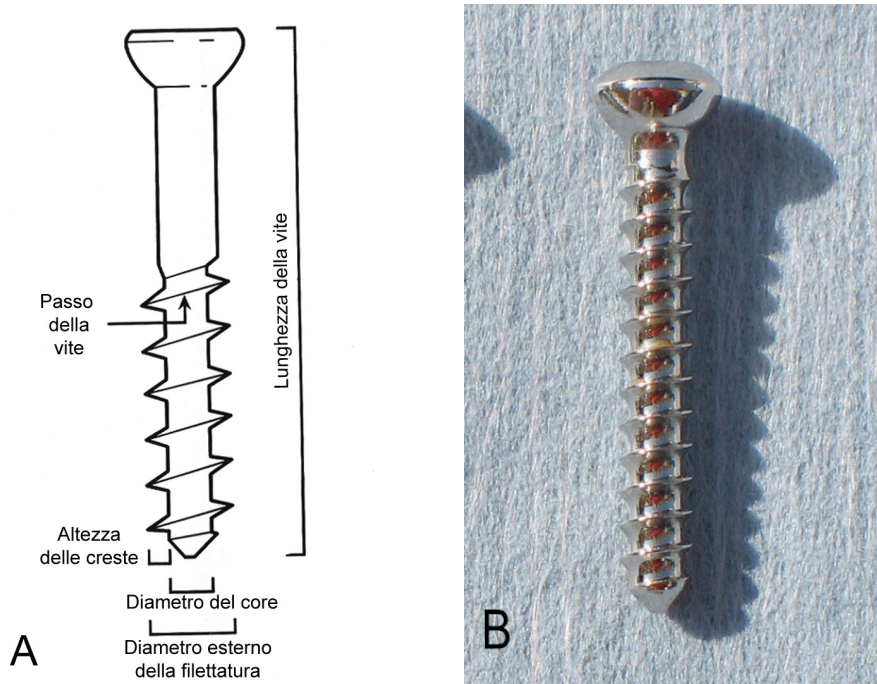 Passo
della
vite
Lunghezza della vite
Altezza
delle creste
Diametro del core
Diametro esterno
della filettatura
A
B